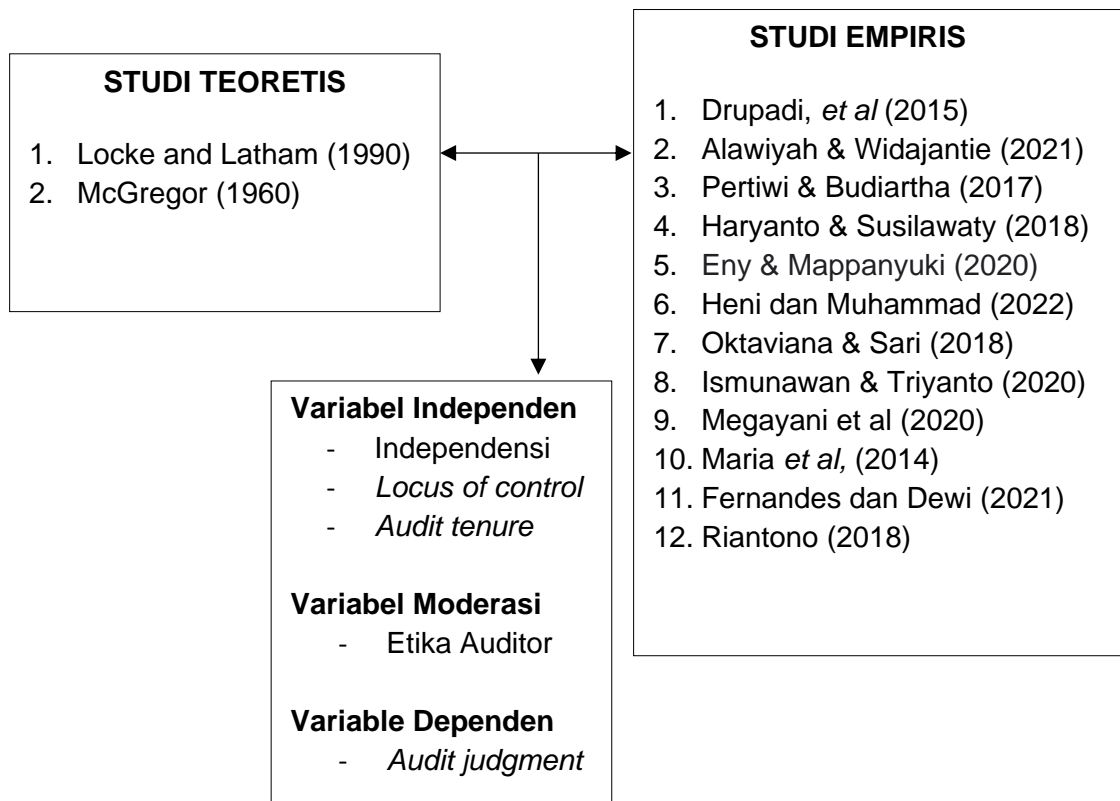 STUDI TEORETIS
1. Locke and Latham (1990)
2. McGregor (1960)
STUDI EMPIRIS
1. Drupadi, et al (2015)
2. Alawiyah & Widajantie (2021)
3. Pertiwi & Budiartha (2017)
4. Haryanto & Susilawaty (2018)
5. Eny & Mappanyuki (2020)
6. Heni dan Muhammad (2022)
7. Oktaviana & Sari (2018)
8. Ismunawan & Triyanto (2020)
9. Megayani et al (2020)
10. Maria et al, (2014)
11. Fernandes dan Dewi (2021)
12. Riantono (2018)
Variabel Independen
- Independensi
- Locus of control
- Audit tenure
Variabel Moderasi
- Etika Auditor
Variable Dependen
- Audit judgment